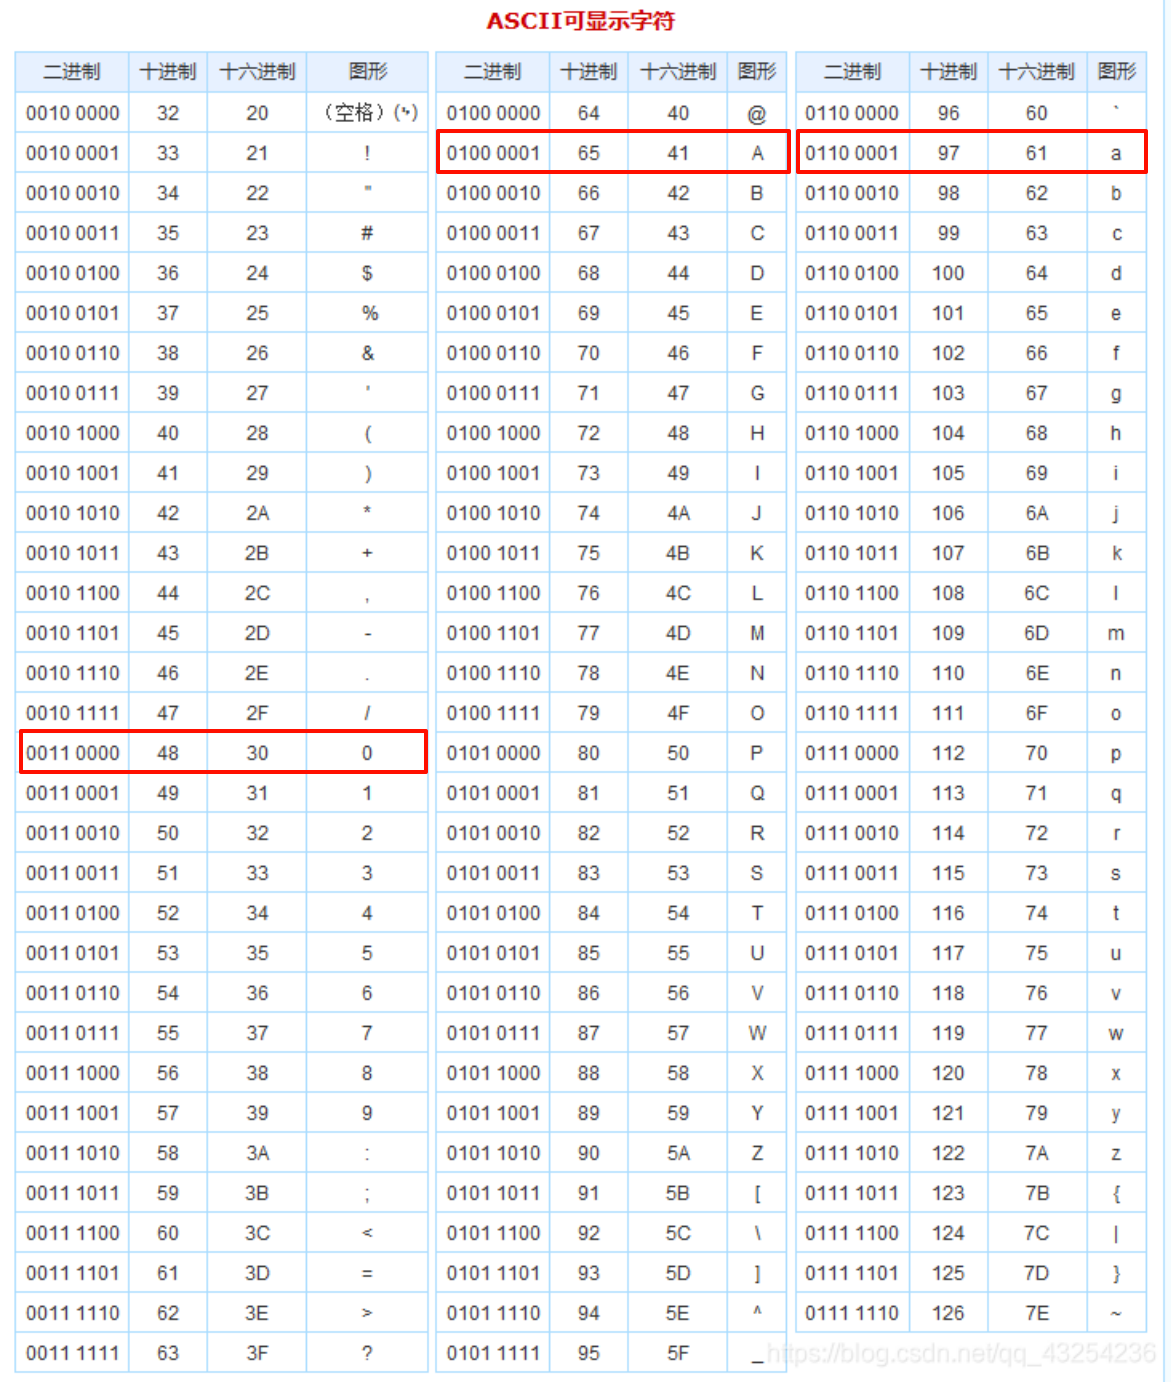 ASCII可显示字符
二进制 十进制 十六进制 图形 二进制 十进制 十六进制 图形 二进制 十进制 十六进制 图形
0010 0000 32 20 （空格）(␠) 0100 0000 64 40 @ 0110 0000 96 60 `
0010 0001 33 21 ! 0100 0001 65 41 A 0110 0001 97 61 a
0010 0010 34 22 " 0100 0010 66 42 B 0110 0010 98 62 b
0010 0011 35 23 # 0100 0011 67 43 C 0110 0011 99 63 c
0010 0100 36 24 $ 0100 0100 68 44 D 0110 0100 100 64 d
0010 0101 37 25 % 0100 0101 69 45 E 0110 0101 101 65 e
0010 0110 38 26 & 0100 0110 70 46 F 0110 0110 102 66 f
0010 0111 39 27 ' 0100 0111 71 47 G 0110 0111 103 67 g
0010 1000 40 28 ( 0100 1000 72 48 H 0110 1000 104 68 h
0010 1001 41 29 ) 0100 1001 73 49 I 0110 1001 105 69 i
0010 1010 42 2A * 0100 1010 74 4A J 0110 1010 106 6A j
0010 1011 43 2B + 0100 1011 75 4B K 0110 1011 107 6B k
0010 1100 44 2C , 0100 1100 76 4C L 0110 1100 108 6C l
0010 1101 45 2D - 0100 1101 77 4D M 0110 1101 109 6D m
0010 1110 46 2E . 0100 1110 78 4E N 0110 1110 110 6E n
0010 1111 47 2F / 0100 1111 79 4F O 0110 1111 111 6F o
0011 0000 48 30 0 0101 0000 80 50 P 0111 0000 112 70 p
0011 0001 49 31 1 0101 0001 81 51 Q 0111 0001 113 71 q
0011 0010 50 32 2 0101 0010 82 52 R 0111 0010 114 72 r
0011 0011 51 33 3 0101 0011 83 53 S 0111 0011 115 73 s
0011 0100 52 34 4 0101 0100 84 54 T 0111 0100 116 74 t
0011 0101 53 35 5 0101 0101 85 55 U 0111 0101 117 75 u
0011 0110 54 36 6 0101 0110 86 56 V 0111 0110 118 76 v
0011 0111 55 37 7 0101 0111 87 57 W 0111 0111 119 77 w
0011 1000 56 38 8 0101 1000 88 58 X 0111 1000 120 78 x
0011 1001 57 39 9 0101 1001 89 59 Y 0111 1001 121 79 y
0011 1010 58 3A : 0101 1010 90 5A Z 0111 1010 122 7A z
0011 1011 59 3B ; 0101 1011 91 5B [ 0111 1011 123 7B {
0011 1100 60 3C < 0101 1100 92 5C \ 0111 1100 124 7C |
0011 1101 61 3D = 0101 1101 93 5D ] 0111 1101 125 7D }
0011 1110 62 3E > 0101 1110 94 5E ^ 0111 1110 126 7E ~
0011 1111 63 3F ? 0101 1111 95 5F _
https://blog.csdn.net/qq_43254236